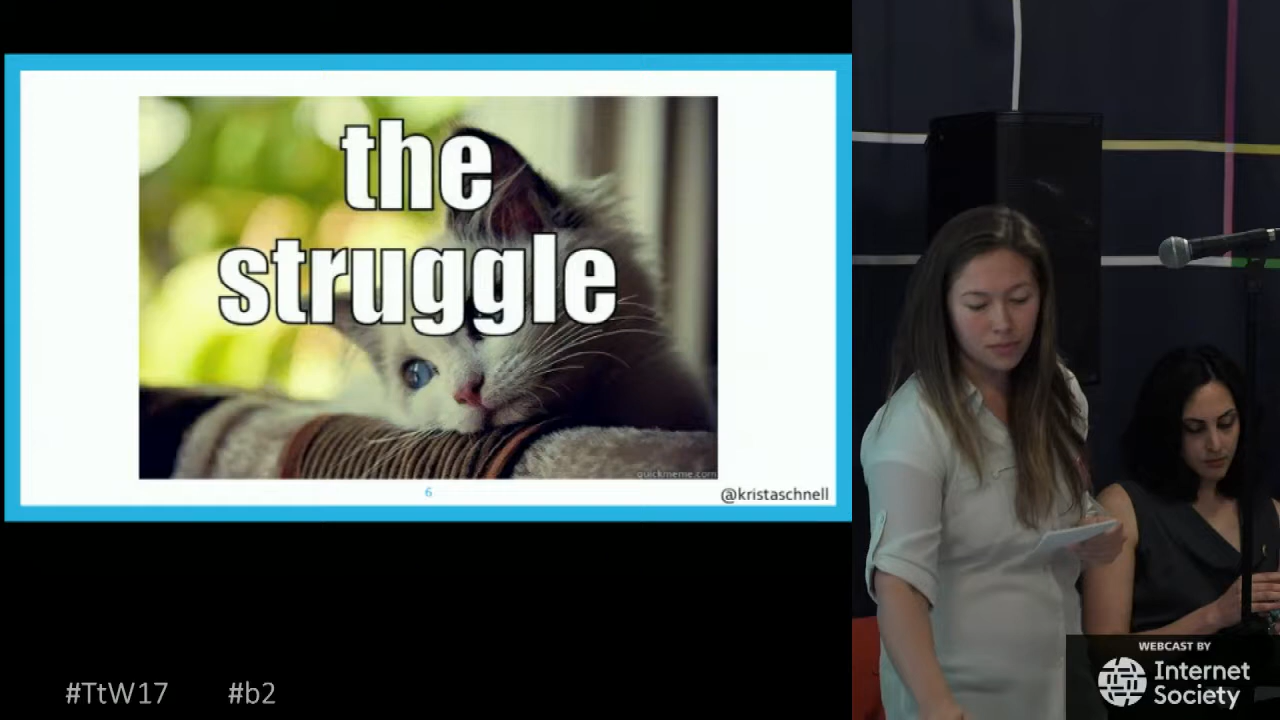 the
struggle
quickmeme.com
6
@kristaschnell
#TtW17 #b2
WEBCAST BY
Internet
Society